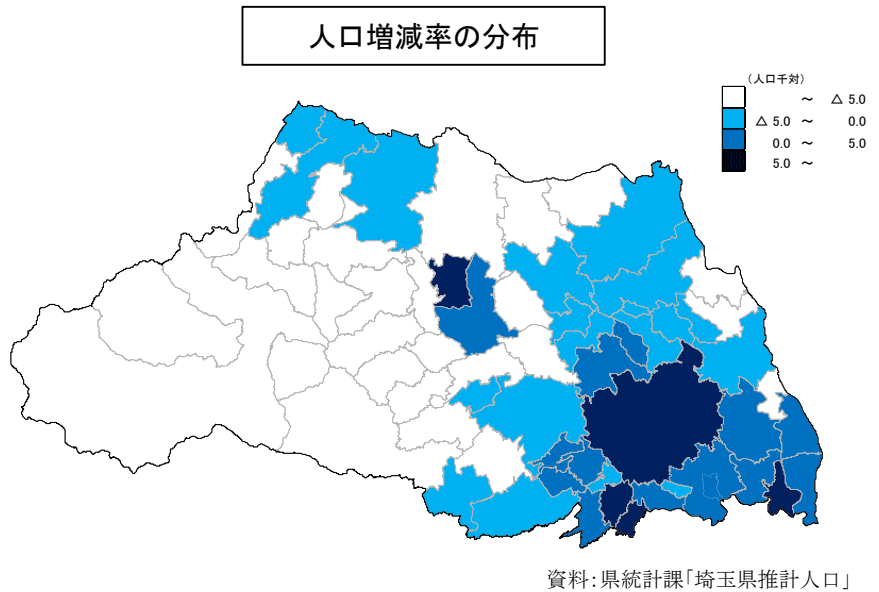 人口増減率の分布
（人口千対）
～ △ 5.0
△ 5.0 ～ 0.0
0.0 ～ 5.0
5.0 ～
資料：県統計課「埼玉県推計人口」